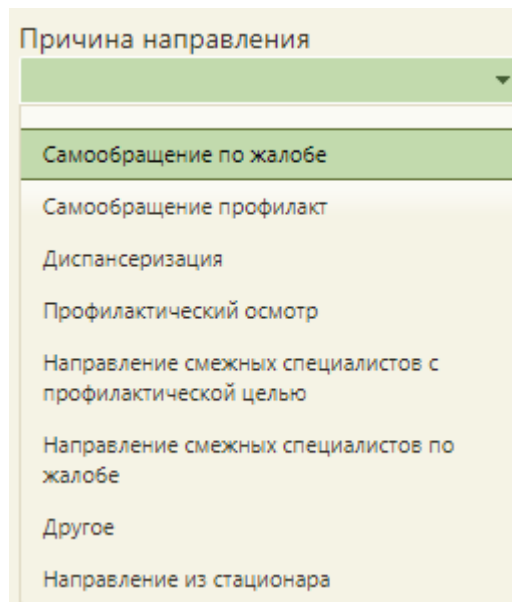 Причина направления
Самообращение по жалобе
Самообращение профилакт
Диспансеризация
Профилактический осмотр
Направление смежных специалистов с
профилактической целью
Направление смежных специалистов по
жалобе
Другое
Направление из стационара